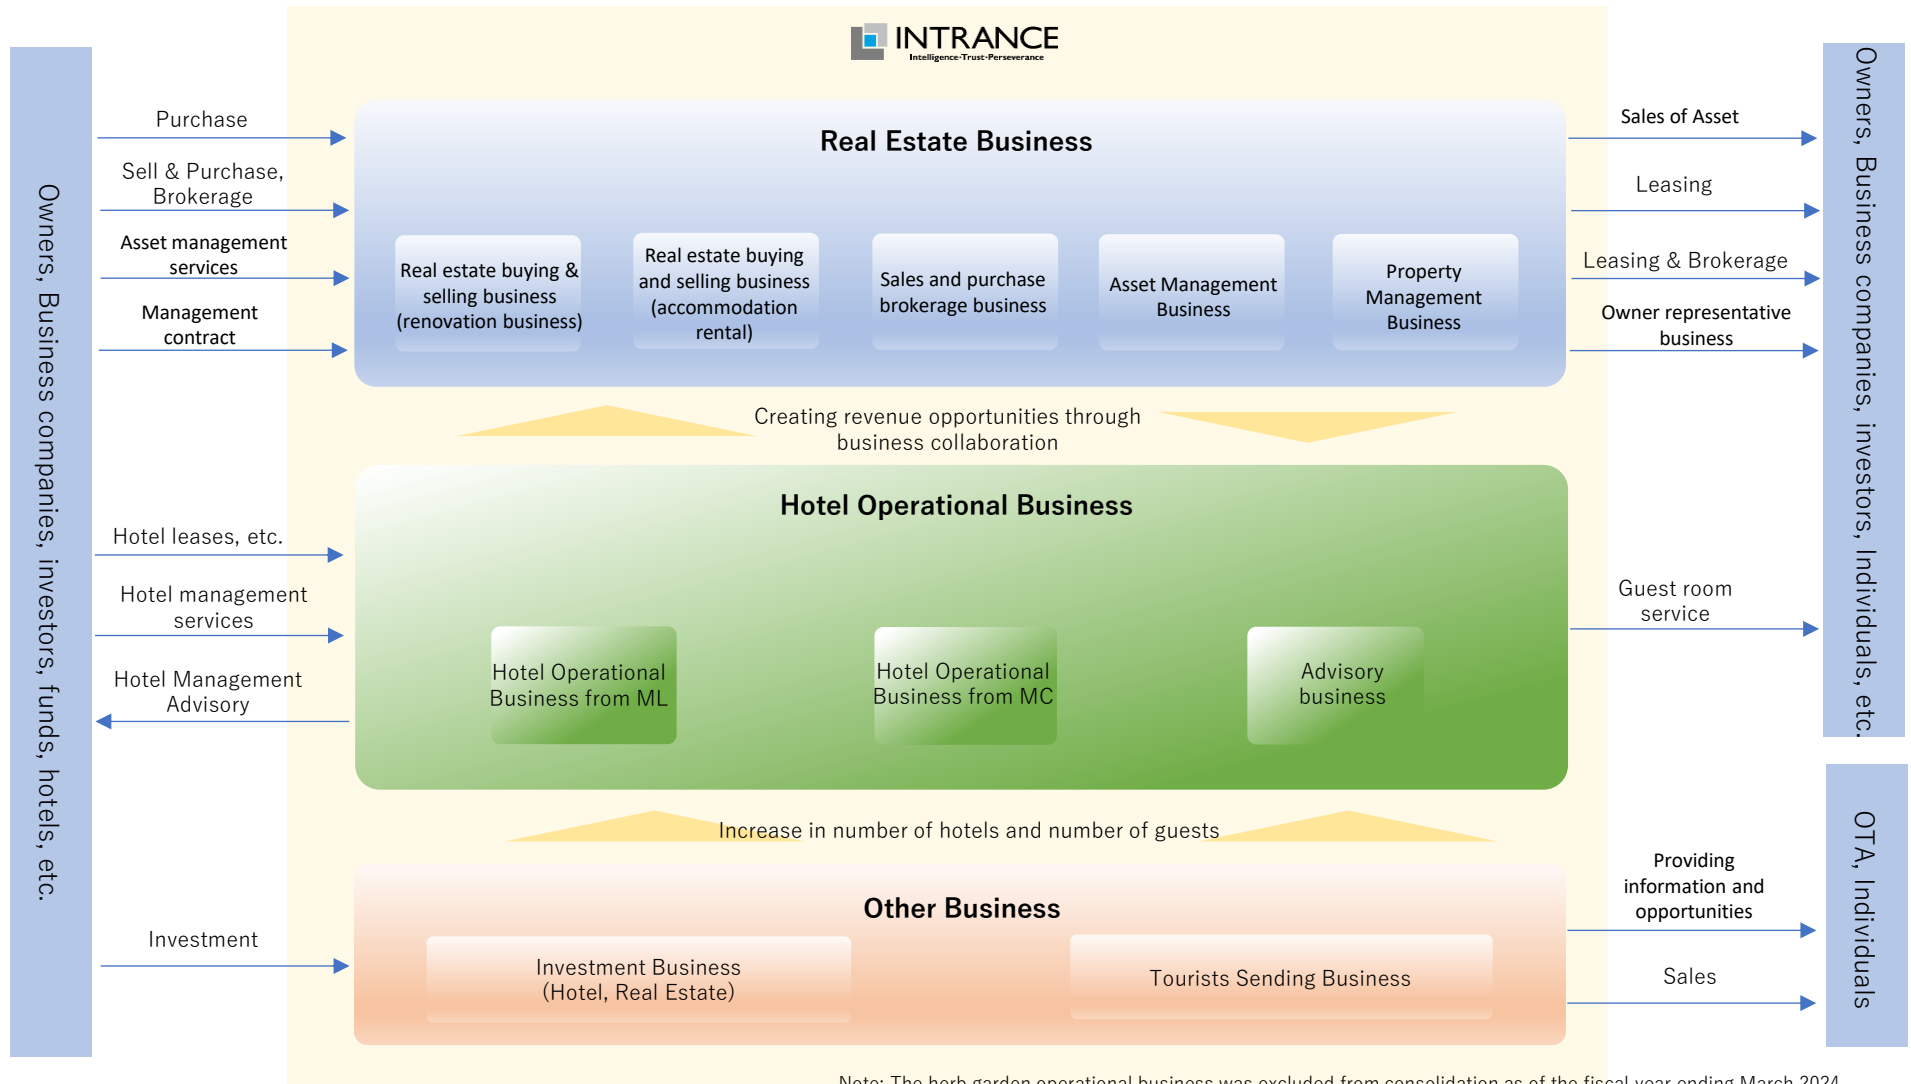 INTRANCE
Intelligence-Trust-Perseverance
Owners, Business companies, investors, funds, hotels, etc.
Purchase
Sell & Purchase,
Brokerage
Asset management
services
Management
contract
Real Estate Business
Real estate buying &
selling business
(renovation business)
Real estate buying
and selling business
(accommodation
rental)
Sales and purchase
brokerage business
Asset Management
Business
Property
Management
Business
Sales of Asset
Leasing
Leasing & Brokerage
Owner representative
business
Owners, Business companies, investors, Individuals, etc.
Creating revenue opportunities through
business collaboration
Hotel leases, etc.
Hotel management
services
Hotel Management
Advisory
Hotel Operational Business
Hotel Operational
Business from ML
Hotel Operational
Business from MC
Advisory
business
Guest room
service
Increase in number of hotels and number of guests
Investment
Other Business
Investment Business
(Hotel, Real Estate)
Tourists Sending Business
Providing
information and
opportunities
Sales
OTA, Individuals
Note: The herb garden operational business was excluded from consolidation as of the fiscal year ending March 2024